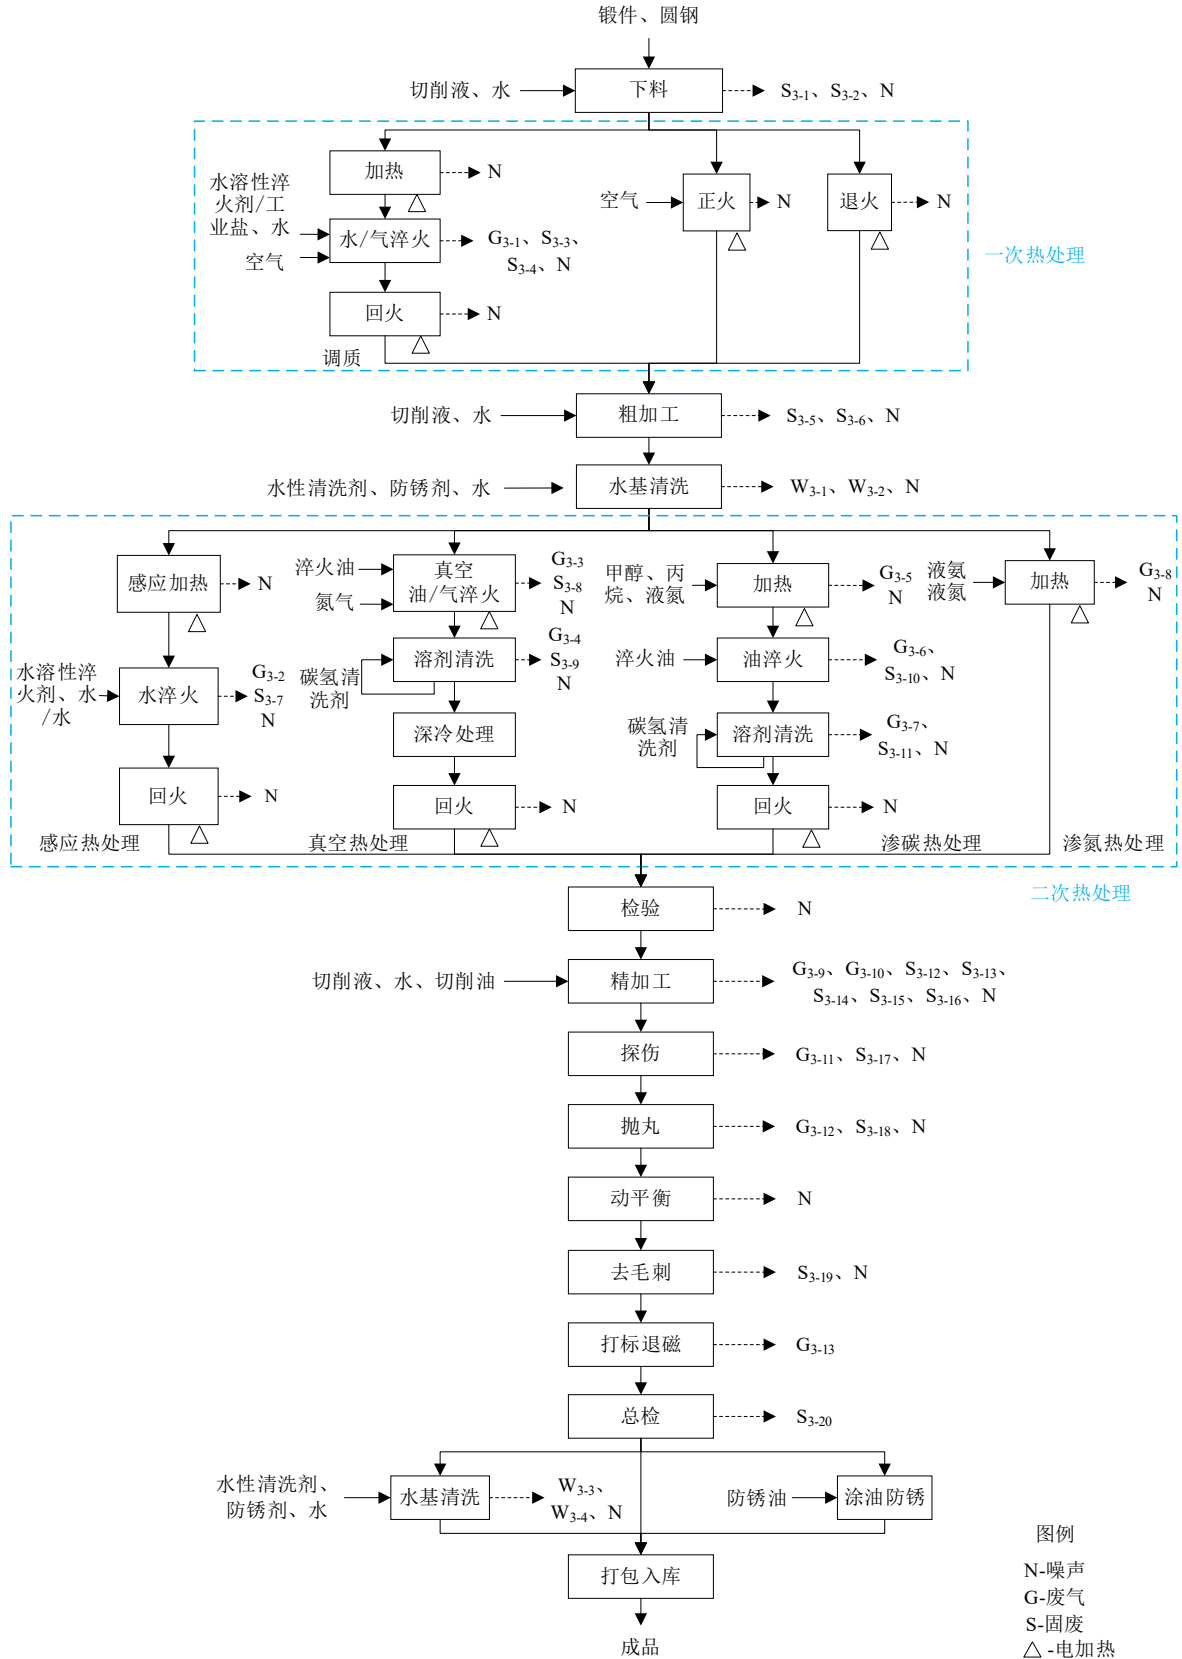 锻件、圆钢
切削液、水
下料
S3-1、S3-2、N
加热
N
水溶性淬
火剂/工
业盐、水
空气
水/气淬火
G3-1、S3-3、
S3-4、N
回火
N
调质
空气
正火
N
退火
N
一次热处理
切削液、水
粗加工
S3-5、S3-6、N
水性清洗剂、防锈剂、水
水基清洗
W3-1、W3-2、N
感应加热
N
水溶性淬
火剂、水
/水
水淬火
G3-2
S3-7
N
回火
N
感应热处理
淬火油
氮气
真空
油/气淬火
G3-3
S3-8
N
碳氢清
洗剂
溶剂清洗
G3-4
S3-9
N
深冷处理
回火
N
真空热处理
甲醇、丙
烷、液氮
加热
G3-5
N
淬火油
油淬火
G3-6、
S3-10、N
碳氢清
洗剂
溶剂清洗
G3-7、
S3-11、N
回火
N
渗碳热处理
液氨
液氮
加热
G3-8
N
渗氮热处理
二次热处理
检验
N
切削液、水、切削油
精加工
G3-9、G3-10、S3-12、S3-13、
S3-14、S3-15、S3-16、N
探伤
G3-11、S3-17、N
抛丸
G3-12、S3-18、N
动平衡
N
去毛刺
S3-19、N
打标退磁
G3-13
总检
S3-20
水性清洗剂、
防锈剂、水
水基清洗
W3-3、
W3-4、N
防锈油
涂油防锈
打包入库
成品
图例
N-噪声
G-废气
S-固废
△-电加热